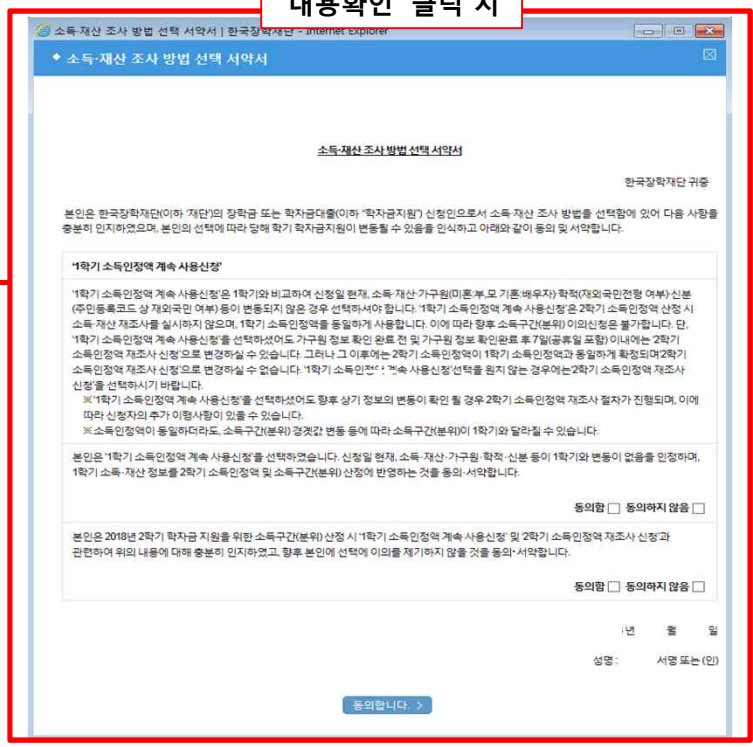 내용확인 클릭 시
소득·재산 조사 방법 선택 서약서 | 한국장학재단 - Internet Explorer
◆ 소득·재산 조사 방법 선택 서약서
소득·재산 조사 방법 선택 서약서
한국장학재단 귀중
본인은 한국장학재단(이하 '재단')의 장학금 또는 학자금대출(이하 "학자금지원") 신청인으로서 소득·재산 조사 방법을 선택함에 있어 다음 사항을
충분히 인지하였으며, 본인의 선택에 따라 당해 학기 학자금지원이 변동될 수 있음을 인식하고 아래와 같이 동의 및 서약합니다.
'1학기 소득인정액 계속 사용신청'
'1학기 소득인정액 계속 사용신청'은 1학기와 비교하여 신청일 현재, 소득·재산·가구원(미혼:부,모 기혼:배우자)·학적(재외국민전형 여부)·신분
(주민등록코드 상 재외국민 여부) 등이 변동되지 않은 경우 선택하셔야 합니다. '1학기 소득인정액 계속 사용신청'은 2학기 소득인정액 산정 시
소득·재산 재조사를 실시하지 않으며, 1학기 소득인정액을 동일하게 사용합니다. 이에 따라 향후 소득구간(분위) 이의신청은 불가합니다. 단,
'1학기 소득인정액 계속 사용신청'을 선택하셨어도 가구원 정보 확인 완료 전 및 가구원 정보 확인완료 후 7일(공휴일 포함) 이내에는 '2학기
소득인정액 재조사 신청'으로 변경하실 수 있습니다. 그러나 그 이후에는 2학기 소득인정액이 1학기 소득인정액과 동일하게 확정되며'2학기
소득인정액 재조사 신청'으로 변경하실 수 없습니다. '1학기 소득인정액 계속 사용신청'선택을 원지 않는 경우에는'2학기 소득인정액 재조사
신청'을 선택하시기 바랍니다.
※'1학기 소득인정액 계속 사용신청'을 선택하셨어도 향후 상기 정보의 변동이 확인 될 경우 2학기 소득인정액 재조사 절차가 진행되며, 이에
따라 신청자의 추가 이행사항이 있을 수 있습니다.
※소득인정액이 동일하더라도, 소득구간(분위) 경곗값 변동 등에 따라 소득구간(분위)이 1학기와 달라질 수 있습니다.
본인은 '1학기 소득인정액 계속 사용신청'을 선택하였습니다. 신청일 현재, 소득·재산·가구원·학적·신분 등이 1학기와 변동이 없음을 인정하며,
1학기 소득·재산 정보를 2학기 소득인정액 및 소득구간(분위) 산정에 반영하는 것을 동의·서약합니다.
동의함 □ 동의하지 않음 □
본인은 2018년 2학기 학자금 지원을 위한 소득구간(분위) 산정 시 '1학기 소득인정액 계속 사용신청' 및 '2학기 소득인정액 재조사 신청'과
관련하여 위의 내용에 대해 충분히 인지하였고, 향후 본인에 선택에 이의를 제기하지 않을 것을 동의·서약합니다.
동의함 □ 동의하지 않음 □
년 월 일
성명 : 서명 또는 (인)
동의합니다. >